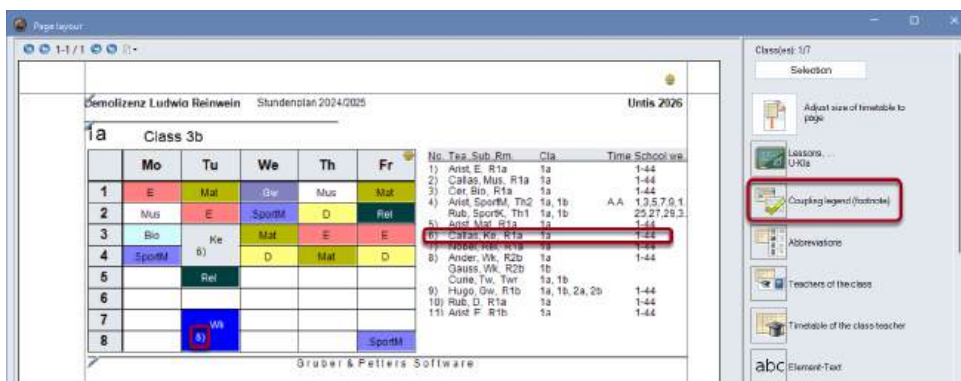 Page layout
1-1 / 1
Class(es): 1/7
Selection
Adjust size of timetable to
page
Lessons, ...
U-Kla
Coupling legend (footnote)
Abbreviations
Teachers of the class
Timetable of the class teacher
abc Element-Text
Demolizenz Ludwig Reinwein Stundenplan 2024/2025 Untis 2026
1a Class 3b
Mo Tu We Th Fr
1 E Mat Gw Mus Mat
2 Mus E SportM D Rel
3 Bio Ke Mat E E
4 SportM 6) D Mat D
5 Rel
6
7 Wk
8 6) SportM
No. Tea. Sub. Rm. Cla. Time School we.
1) Arist, E, R1a 1a 1-44
2) Callas, Mus, R1a 1a 1-44
3) Cer, Bio, R1a 1a 1-44
4) Arist, SportM, Th2 1a, 1b A.A 1,3,5,7,9,1.
Rub, SportK, Th1 1a, 1b 25,27,29,3.
5) Arist, Mat, R1a 1a 1-44
6) Callas, Ke, R1a 1a 1-44
7) Nobel, Rel, R1a 1a 1-44
8) Ander, Wk, R2b 1a 1-44
Gauss, Wk, R2b 1b
Curie, Tw, Twr 1a, 1b
9) Hugo, Gw, R1b 1a, 1b, 2a, 2b 1-44
10) Rub, D, R1a 1a 1-44
11) Arist F R1b 1a 1-44
Gruber & Petters Software